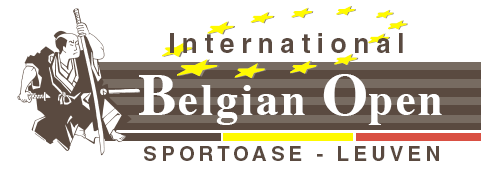 International
Belgian Open
SPORTOASE - LEUVEN